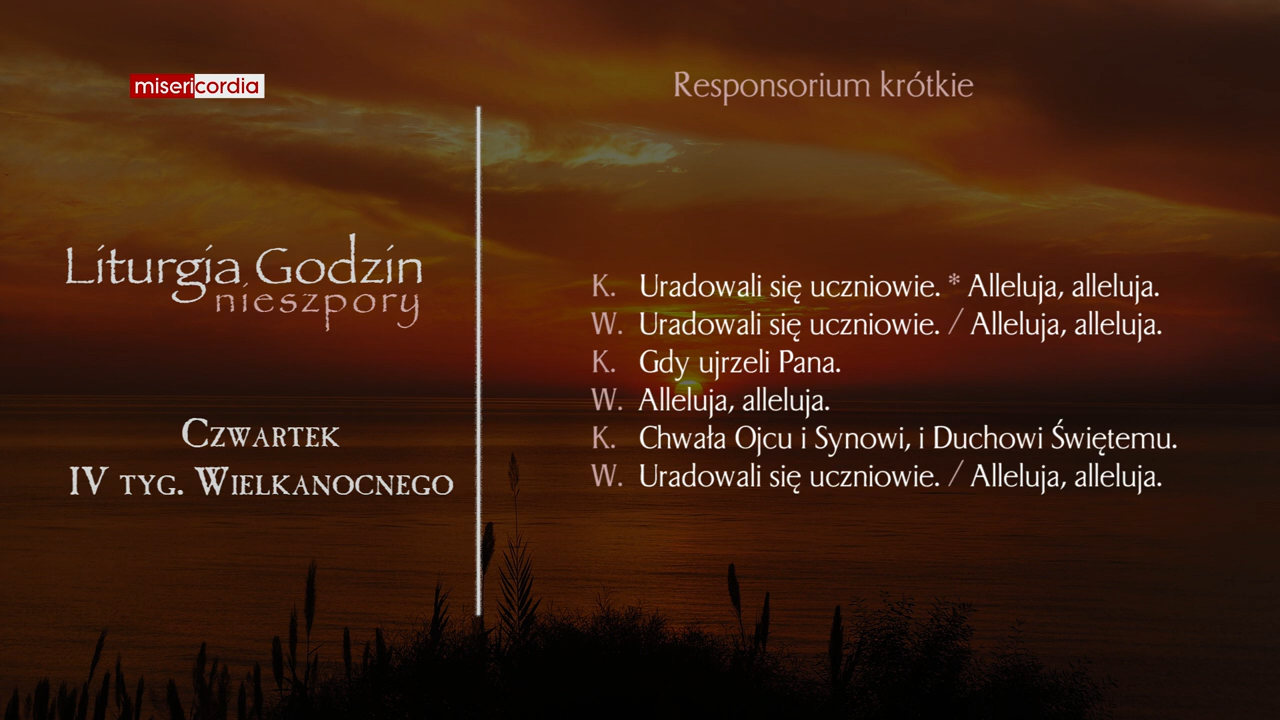 misericordia
Responsorium krótkie
Liturgia Godzin
nieszpory
Czwartek
IV tyg. Wielkanocnego
K. Uradowali się uczniowie. * Alleluja, alleluja.
W. Uradowali się uczniowie. / Alleluja, alleluja.
K. Gdy ujrzeli Pana.
W. Alleluja, alleluja.
K. Chwała Ojcu i Synowi, i Duchowi Świętemu.
W. Uradowali się uczniowie. / Alleluja, alleluja.